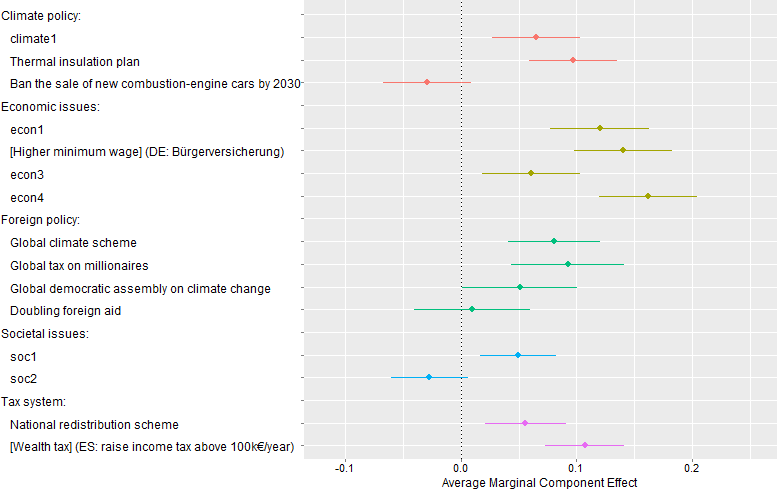 Climate policy:
climate1
Thermal insulation plan
Ban the sale of new combustion-engine cars by 2030
Economic issues:
econ1
[Higher minimum wage] (DE: Bürgerversicherung)
econ3
econ4
Foreign policy:
Global climate scheme
Global tax on millionaires
Global democratic assembly on climate change
Doubling foreign aid
Societal issues:
soc1
soc2
Tax system:
National redistribution scheme
[Wealth tax] (ES: raise income tax above 100k€/year)
-0.1 0.0 0.1 0.2
Average Marginal Component Effect